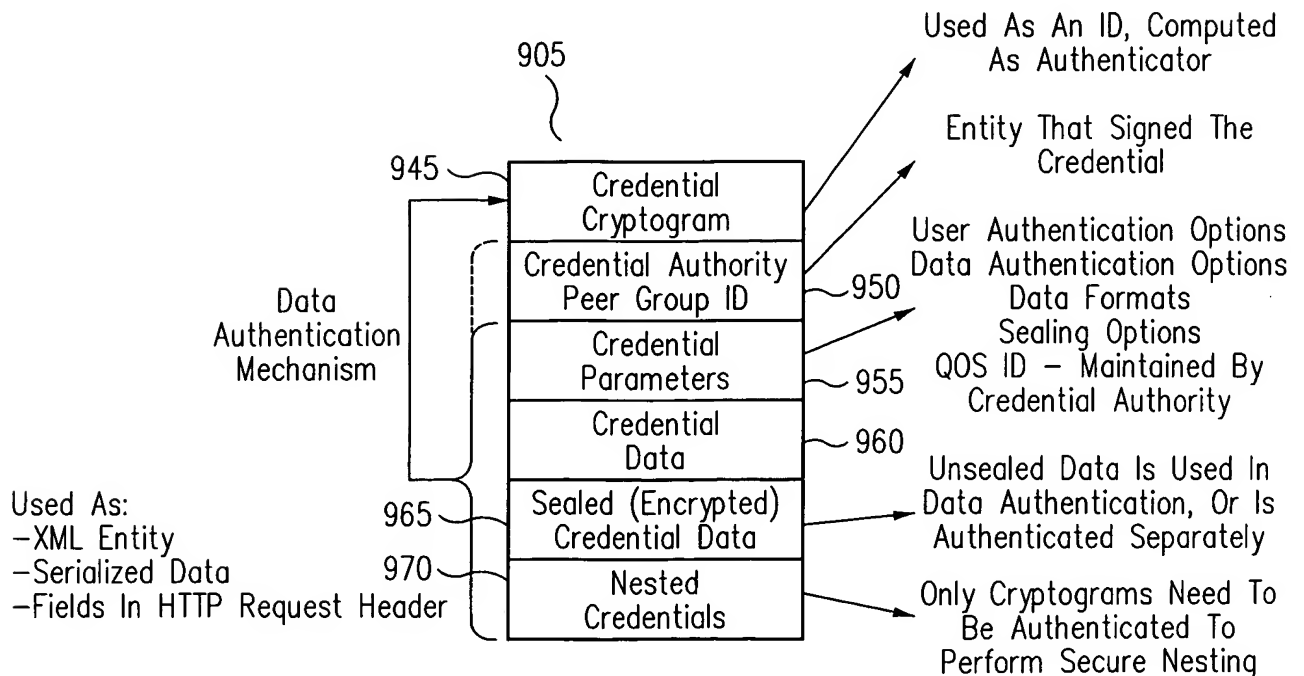 905
Used As An ID, Computed
As Authenticator
945
Credential
Cryptogram
Entity That Signed The
Credential
Credential Authority
Peer Group ID
950
Data
Authentication
Mechanism
Credential
Parameters
955
User Authentication Options
Data Authentication Options
Data Formats
Sealing Options
QOS ID – Maintained By
Credential Authority
Credential
Data
960
965
Sealed (Encrypted)
Credential Data
Unsealed Data Is Used In
Data Authentication, Or Is
Authenticated Separately
Used As:
-XML Entity
-Serialized Data
-Fields In HTTP Request Header
970
Nested
Credentials
Only Cryptograms Need To
Be Authenticated To
Perform Secure Nesting